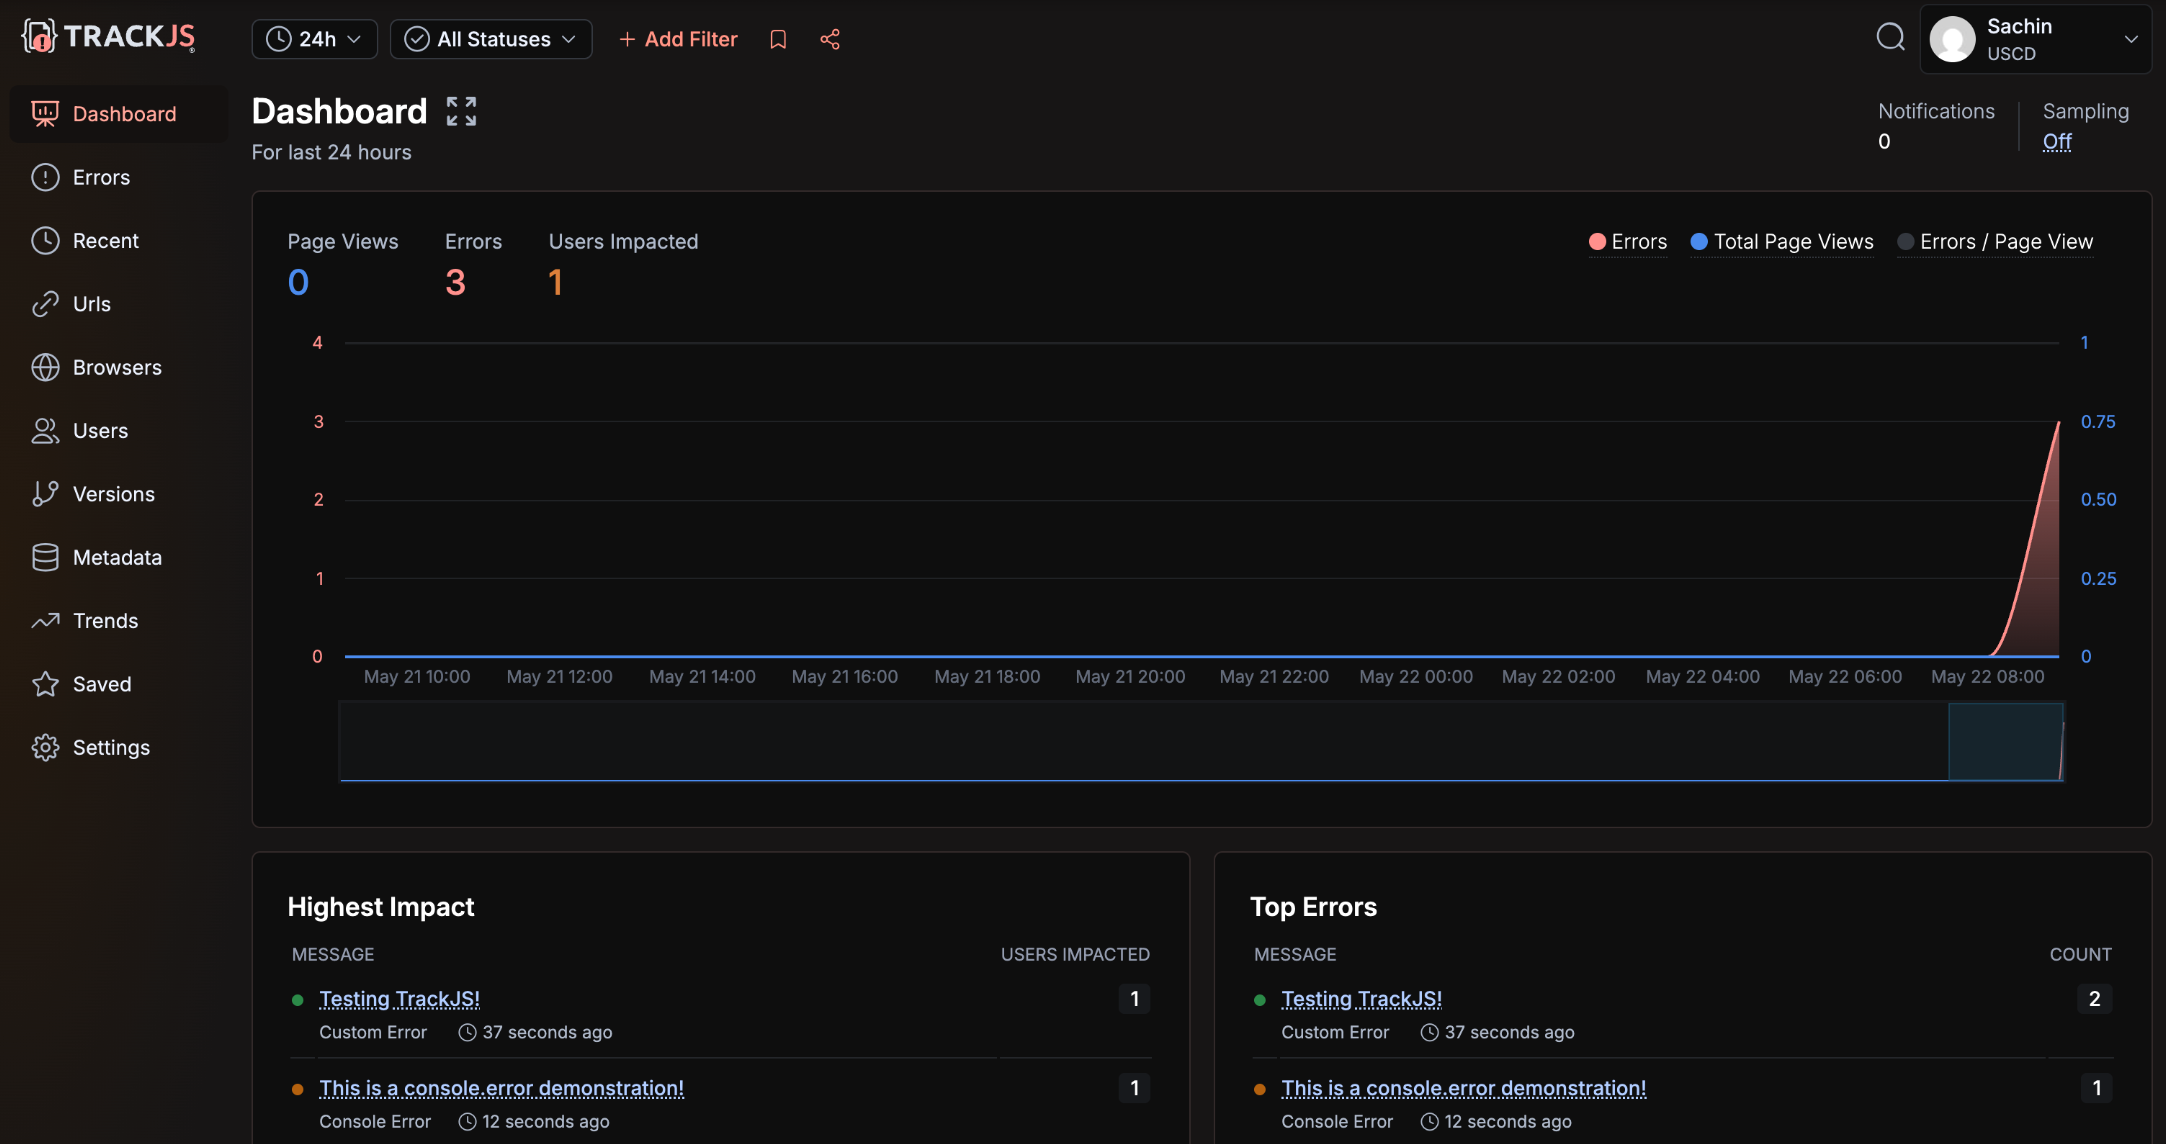 TRACKJS
24h
All Statuses
+ Add Filter
Sachin
USCD
Dashboard
Errors
Recent
Urls
Browsers
Users
Versions
Metadata
Trends
Saved
Settings
Dashboard
For last 24 hours
Notifications
0
Sampling
Off
Page Views
0
Errors
3
Users Impacted
1
Errors
Total Page Views
Errors / Page View
4
3
2
1
0
1
0.75
0.50
0.25
0
May 21 10:00 May 21 12:00 May 21 14:00 May 21 16:00 May 21 18:00 May 21 20:00 May 21 22:00 May 22 00:00 May 22 02:00 May 22 04:00 May 22 06:00 May 22 08:00
Highest Impact
MESSAGE USERS IMPACTED
Testing TrackJS! 1
Custom Error 37 seconds ago
This is a console.error demonstration! 1
Console Error 12 seconds ago
Top Errors
MESSAGE COUNT
Testing TrackJS! 2
Custom Error 37 seconds ago
This is a console.error demonstration! 1
Console Error 12 seconds ago